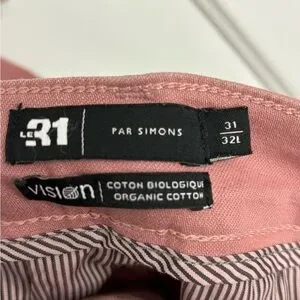 LE 31 PAR SIMONS 31
32L
VISION COTON BIOLOGIQUE
ORGANIC COTTON